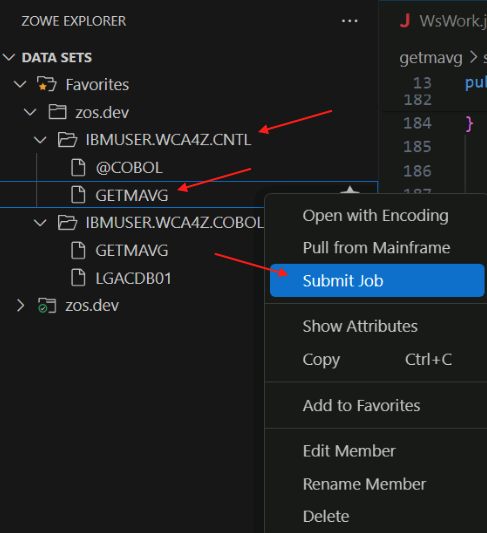 ZOWE EXPLORER
...
DATA SETS
Favorites
zos.dev
IBMUSER.WCA4Z.CNTL
@COBOL
GETMAVG
IBMUSER.WCA4Z.COBOL
GETMAVG
LGACDB01
zos.dev
J WsWork.j
getmavg > s
13 pu
182
184 }
185
186
Open with Encoding
Pull from Mainframe
Submit Job
Show Attributes
Copy Ctrl+C
Add to Favorites
Edit Member
Rename Member
Delete